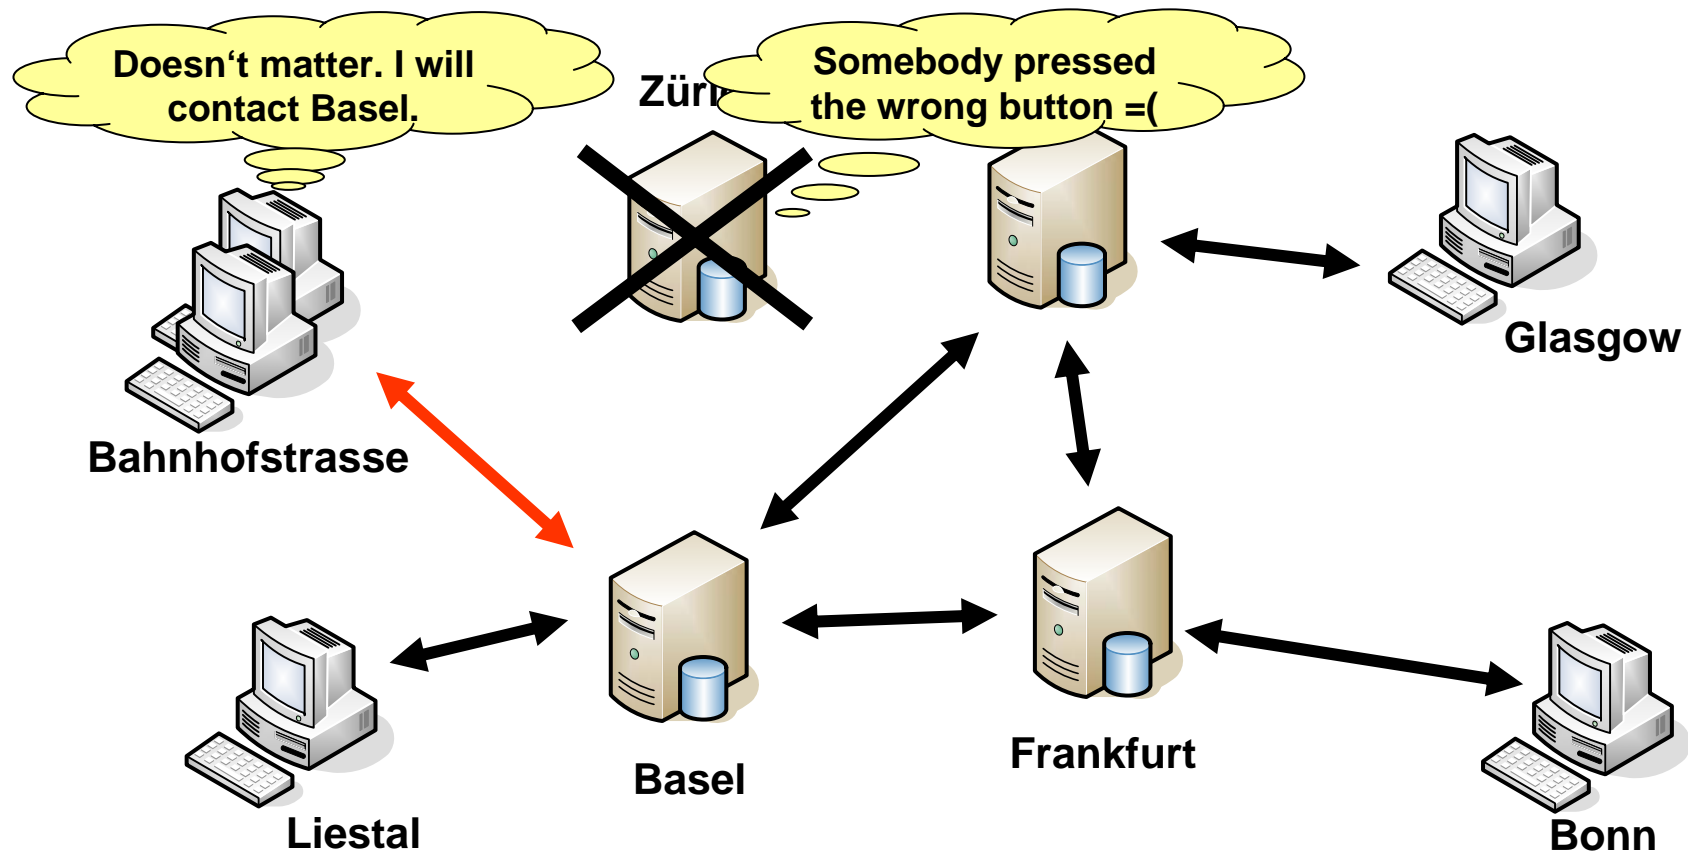 Doesn‘t matter. I will
contact Basel.
Somebody pressed
the wrong button =(
Glasgow
Bahnhofstrasse
Frankfurt
Basel
Liestal
Bonn